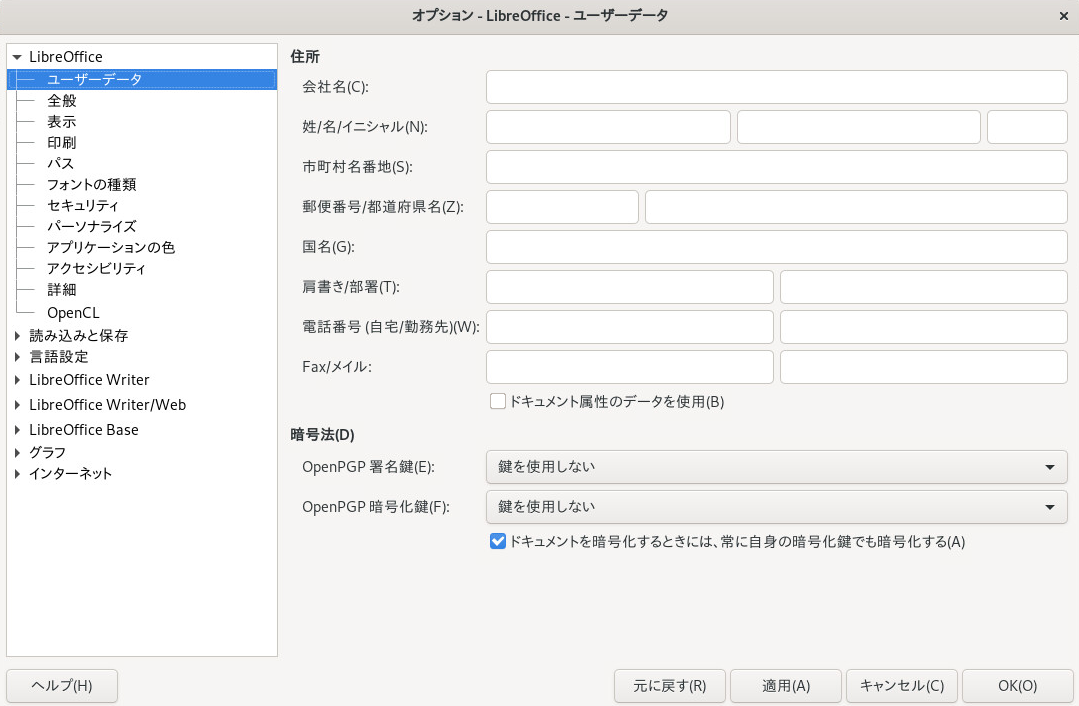 オプション - LibreOffice - ユーザーデータ
LibreOffice
ユーザーデータ
全般
表示
印刷
パス
フォントの種類
セキュリティ
パーソナライズ
アプリケーションの色
アクセシビリティ
詳細
OpenCL
読み込みと保存
言語設定
LibreOffice Writer
LibreOffice Writer/Web
LibreOffice Base
グラフ
インターネット
住所
会社名(C):
姓/名/イニシャル(N):
市町村名番地(S):
郵便番号/都道府県名(Z):
国名(G):
肩書き/部署(T):
電話番号 (自宅/勤務先)(W):
Fax/メイル:
ドキュメント属性のデータを使用(B)
暗号法(D)
OpenPGP 署名鍵(E): 鍵を使用しない
OpenPGP 暗号化鍵(F): 鍵を使用しない
ドキュメントを暗号化するときには、常に自身の暗号化鍵でも暗号化する(A)
ヘルプ(H) 元に戻す(R) 適用(A) キャンセル(C) OK(O)